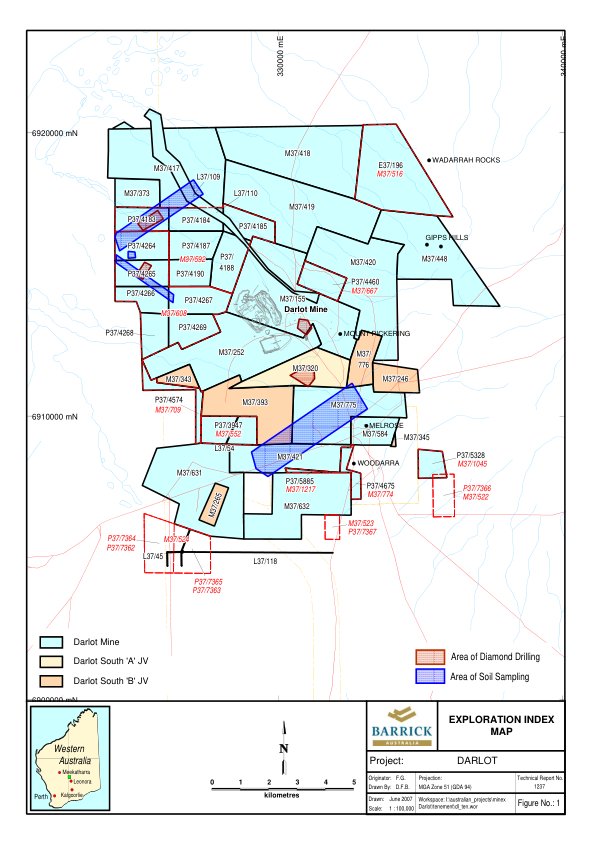 330000 mE
340000 mE
6920000 mN
M37/418
WADARRAH ROCKS
M37/417
L37/109
E37/196
M37/516
M37/373
L37/110
M37/419
P37/4183
P37/4184
P37/4185
P37/4264
P37/4187
M37/592
P37/
4188
GIPPS HILLS
M37/448
M37/420
P37/4265
P37/4190
P37/4460
M37/667
P37/4266
P37/4267
M37/155
Darlot Mine
M37/608
P37/4268
P37/4269
MOUNT PICKERING
M37/252
M37/
776
M37/320
M37/343
M37/246
P37/4574
M37/709
M37/393
M37/775
6910000 mN
P37/3947
M37/552
MELROSE
M37/584
M37/345
L37/54
M37/421
WOODARRA
P37/5328
M37/1045
M37/631
P37/5885
M37/1217
P37/4675
M37/774
P37/7366
M37/522
M37/265
M37/632
M37/523
P37/7367
P37/7364
P37/7362
M37/524
L37/45
L37/118
P37/7365
P37/7363
Darlot Mine
Darlot South 'A' JV
Darlot South 'B' JV
Area of Diamond Drilling
Area of Soil Sampling
6900000 mN
Western
Australia
Meekatharra
Leonora
Kalgoorlie
Perth
N
0 1 2 3 4 5
kilometres
BARRICK
AUSTRALIA
EXPLORATION INDEX
MAP
Project: DARLOT
Originator: F.G.
Drawn By: D.F.B.
Projection:
MGA Zone 51 (GDA 94)
Technical Report No.
1237
Drawn: June 2007
Scale: 1 :100,000
Workspace: t:\australian_projects\minex
Darlot\tenement\dl_ten.wor
Figure No.: 1